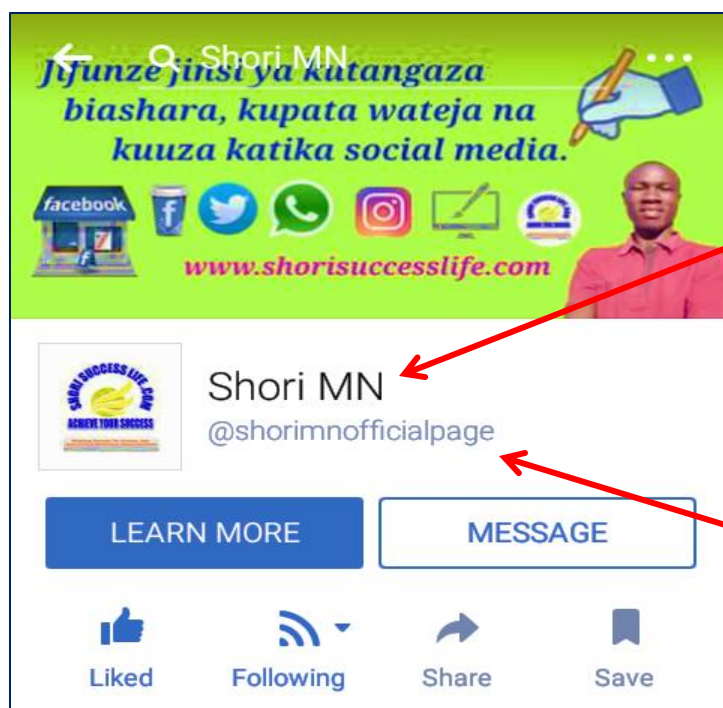 Shori MN
Jifunze jinsi ya kutangaza
biashara, kupata wateja na
kuuza katika social media.
facebook
www.shorisuccesslife.com
SHORI SUCCESS LIFE.COM
ACHIEVE YOUR SUCCESS
Shori MN
@shorimnofficialpage
LEARN MORE
MESSAGE
Liked
Following
Share
Save